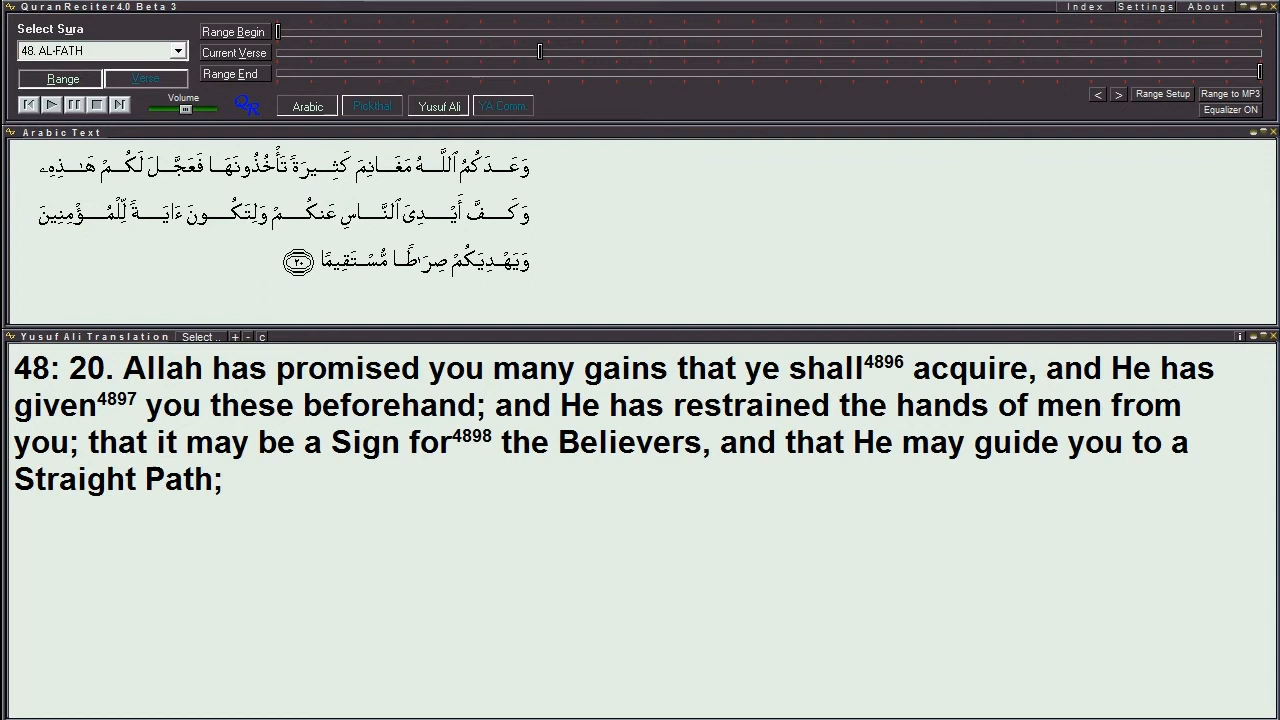 QuranReciter4.0 Beta 3
Index Settings About
Select Sura
48. AL-FATH
Range Verse
Volume
Range Begin
Current Verse
Range End
QR
Arabic Pickthal Yusuf Ali YA Comm.
< > Range Setup Range to MP3
Equalizer ON
Arabic Text
وَعَدَكُمُ ٱللَّهُ مَغَانِمَ كَثِيرَةً تَأْخُذُونَهَا فَعَجَّلَ لَكُمْ هَـٰذِهِۦ
وَكَفَّ أَيْدِىَ ٱلنَّاسِ عَنكُمْ وَلِتَكُونَ ءَايَةً لِّلْمُؤْمِنِينَ
وَيَهْدِيَكُمْ صِرَٰطًا مُّسْتَقِيمًا ٢٠
Yusuf Ali Translation Select .. + - c i
48: 20. Allah has promised you many gains that ye shall4896 acquire, and He has
given4897 you these beforehand; and He has restrained the hands of men from
you; that it may be a Sign for4898 the Believers, and that He may guide you to a
Straight Path;